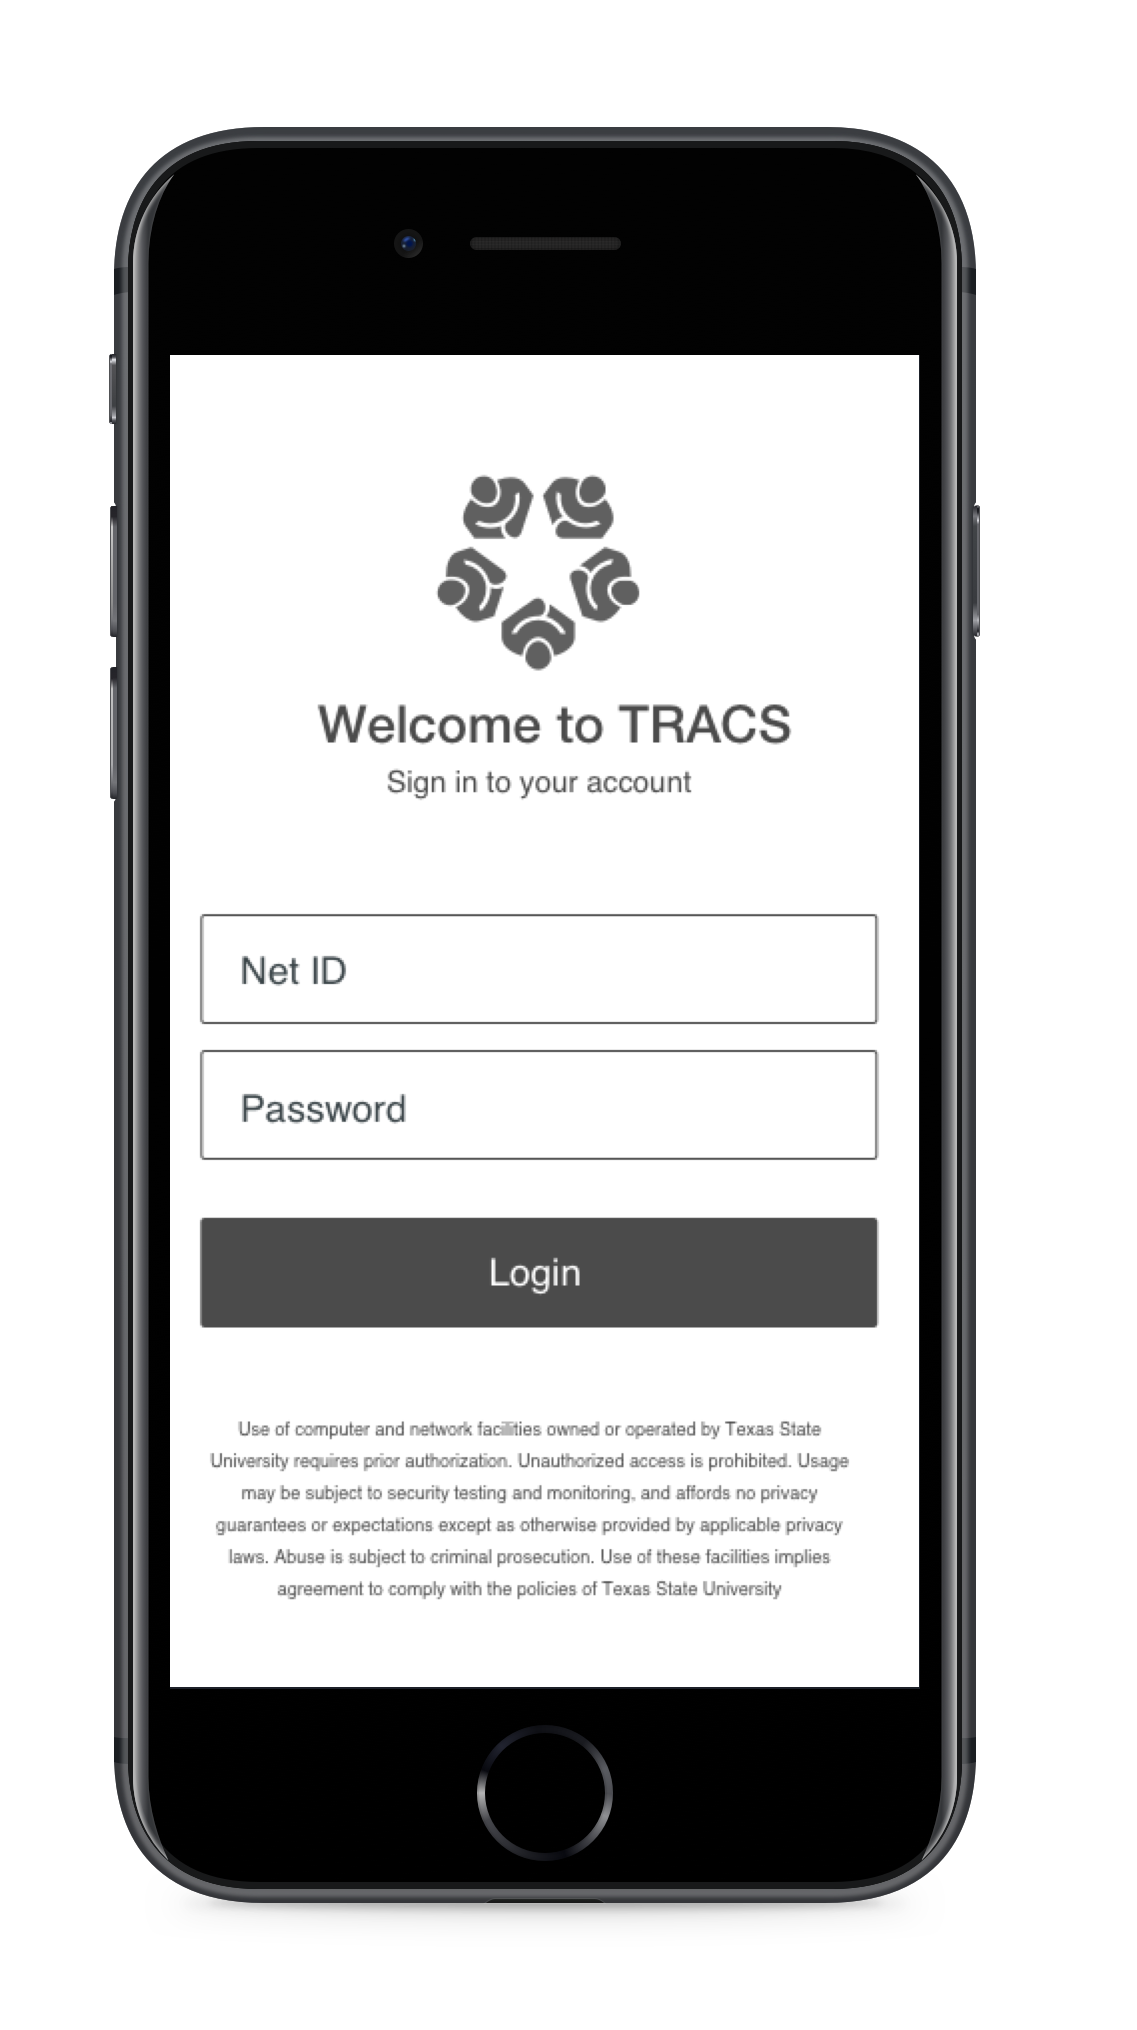 Welcome to TRACS
Sign in to your account
Net ID
Password
Login
Use of computer and network facilities owned or operated by Texas State
University requires prior authorization. Unauthorized access is prohibited. Usage
may be subject to security testing and monitoring, and affords no privacy
guarantees or expectations except as otherwise provided by applicable privacy
laws. Abuse is subject to criminal prosecution. Use of these facilities implies
agreement to comply with the policies of Texas State University